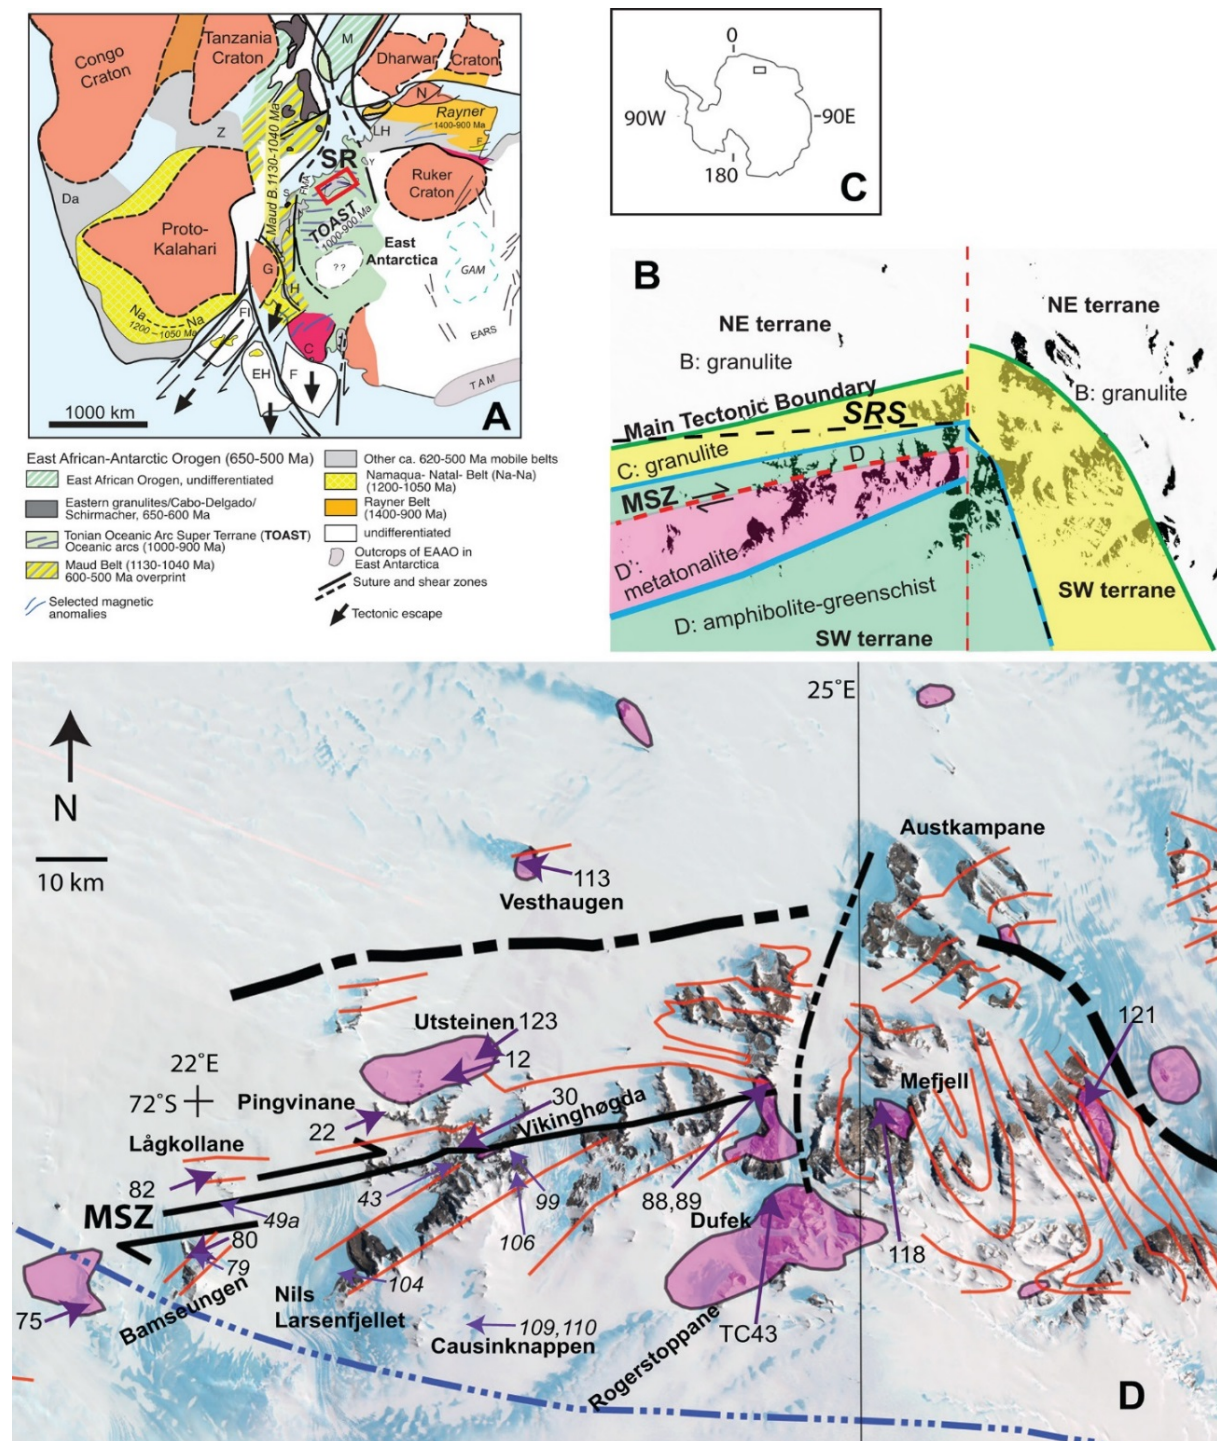 Congo
Craton
Tanzania
Craton
M
Dharwar
Craton
N
Rayner
1400-900 Ma
LH
Z
Maud B. 1130-1040 Ma
SR
Y
Ruker
Craton
Da
S
FMA
TOAST
1000-900 Ma
East
Antarctica
Proto-
Kalahari
G
??
GAM
H
Na
Na
1200-1050 Ma
FI
C
EARS
EH
F
TAM
1000 km
A
East African-Antarctic Orogen (650-500 Ma)
East African Orogen, undifferentiated
Eastern granulites/Cabo-Delgado/
Schirmacher, 650-600 Ma
Tonian Oceanic Arc Super Terrane (TOAST)
Oceanic arcs (1000-900 Ma)
Maud Belt (1130-1040 Ma)
600-500 Ma overprint
Selected magnetic
anomalies
Other ca. 620-500 Ma mobile belts
Namaqua- Natal-Belt (Na-Na)
(1200-1050 Ma)
Rayner Belt
(1400-900 Ma)
undifferentiated
Outcrops of EAAO in
East Antarctica
Suture and shear zones
Tectonic escape
0
90W
90E
180
C
B
NE terrane
B: granulite
NE terrane
B: granulite
Main Tectonic Boundary
SRS
C: granulite
D
MSZ
D': metatonalite
D: amphibolite-greenschist
SW terrane
SW terrane
25°E
N
10 km
Austkampane
113
Vesthaugen
Utsteinen
123
12
121
22°E
72°S
Pingvinane
30
Vikinghøgda
Mefjell
22
Lågkollane
82
43
99
88,89
MSZ
49a
106
Dufek
118
80
79
104
Nils
Larsenfjellet
Bamseungen
75
109,110
Causinknappen
Rogerstoppane
TC43
D